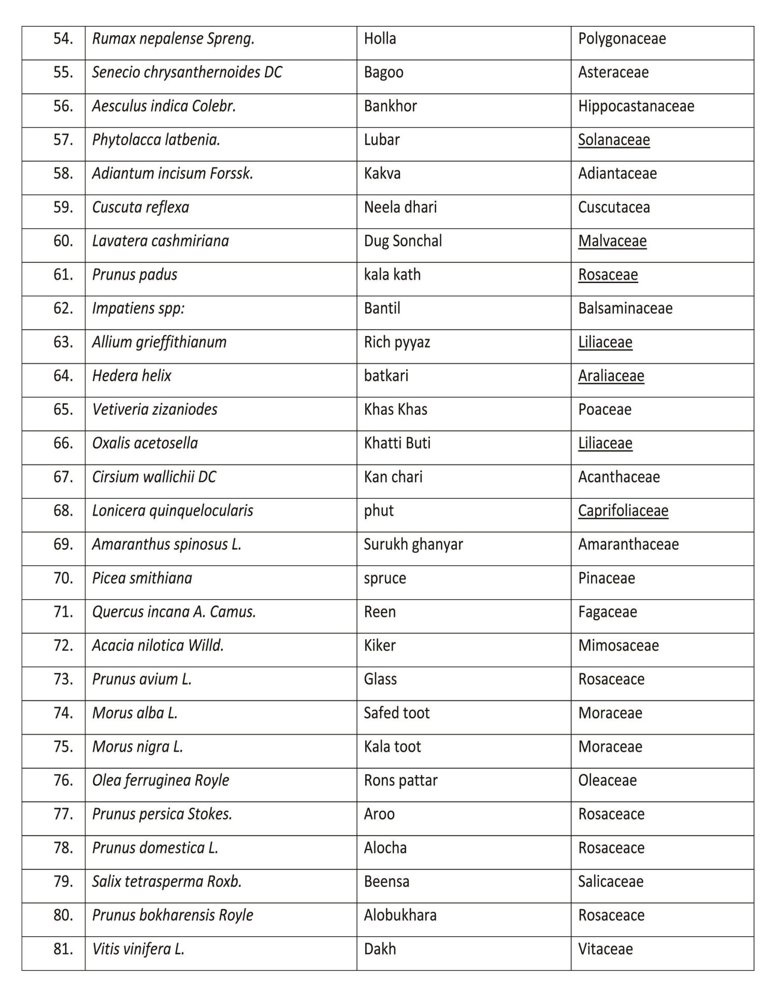 54. Rumax nepalense Spreng. Holla Polygonaceae
55. Senecio chrysanthernoides DC Bagoo Asteraceae
56. Aesculus indica Colebr. Bankhor Hippocastanaceae
57. Phytolacca latbenia. Lubar Solanaceae
58. Adiantum incisum Forssk. Kakva Adiantaceae
59. Cuscuta reflexa Neela dhari Cuscutacea
60. Lavatera cashmiriana Dug Sonchal Malvaceae
61. Prunus padus kala kath Rosaceae
62. Impatiens spp: Bantil Balsaminaceae
63. Allium grieffithianum Rich pyyaz Liliaceae
64. Hedera helix batkari Araliaceae
65. Vetiveria zizaniodes Khas Khas Poaceae
66. Oxalis acetosella Khatti Buti Liliaceae
67. Cirsium wallichii DC Kan chari Acanthaceae
68. Lonicera quinquelocularis phut Caprifoliaceae
69. Amaranthus spinosus L. Surukh ghanyar Amaranthaceae
70. Picea smithiana spruce Pinaceae
71. Quercus incana A. Camus. Reen Fagaceae
72. Acacia nilotica Willd. Kiker Mimosaceae
73. Prunus avium L. Glass Rosaceace
74. Morus alba L. Safed toot Moraceae
75. Morus nigra L. Kala toot Moraceae
76. Olea ferruginea Royle Rons pattar Oleaceae
77. Prunus persica Stokes. Aroo Rosaceace
78. Prunus domestica L. Alocha Rosaceace
79. Salix tetrasperma Roxb. Beensa Salicaceae
80. Prunus bokharensis Royle Alobukhara Rosaceace
81. Vitis vinifera L. Dakh Vitaceae